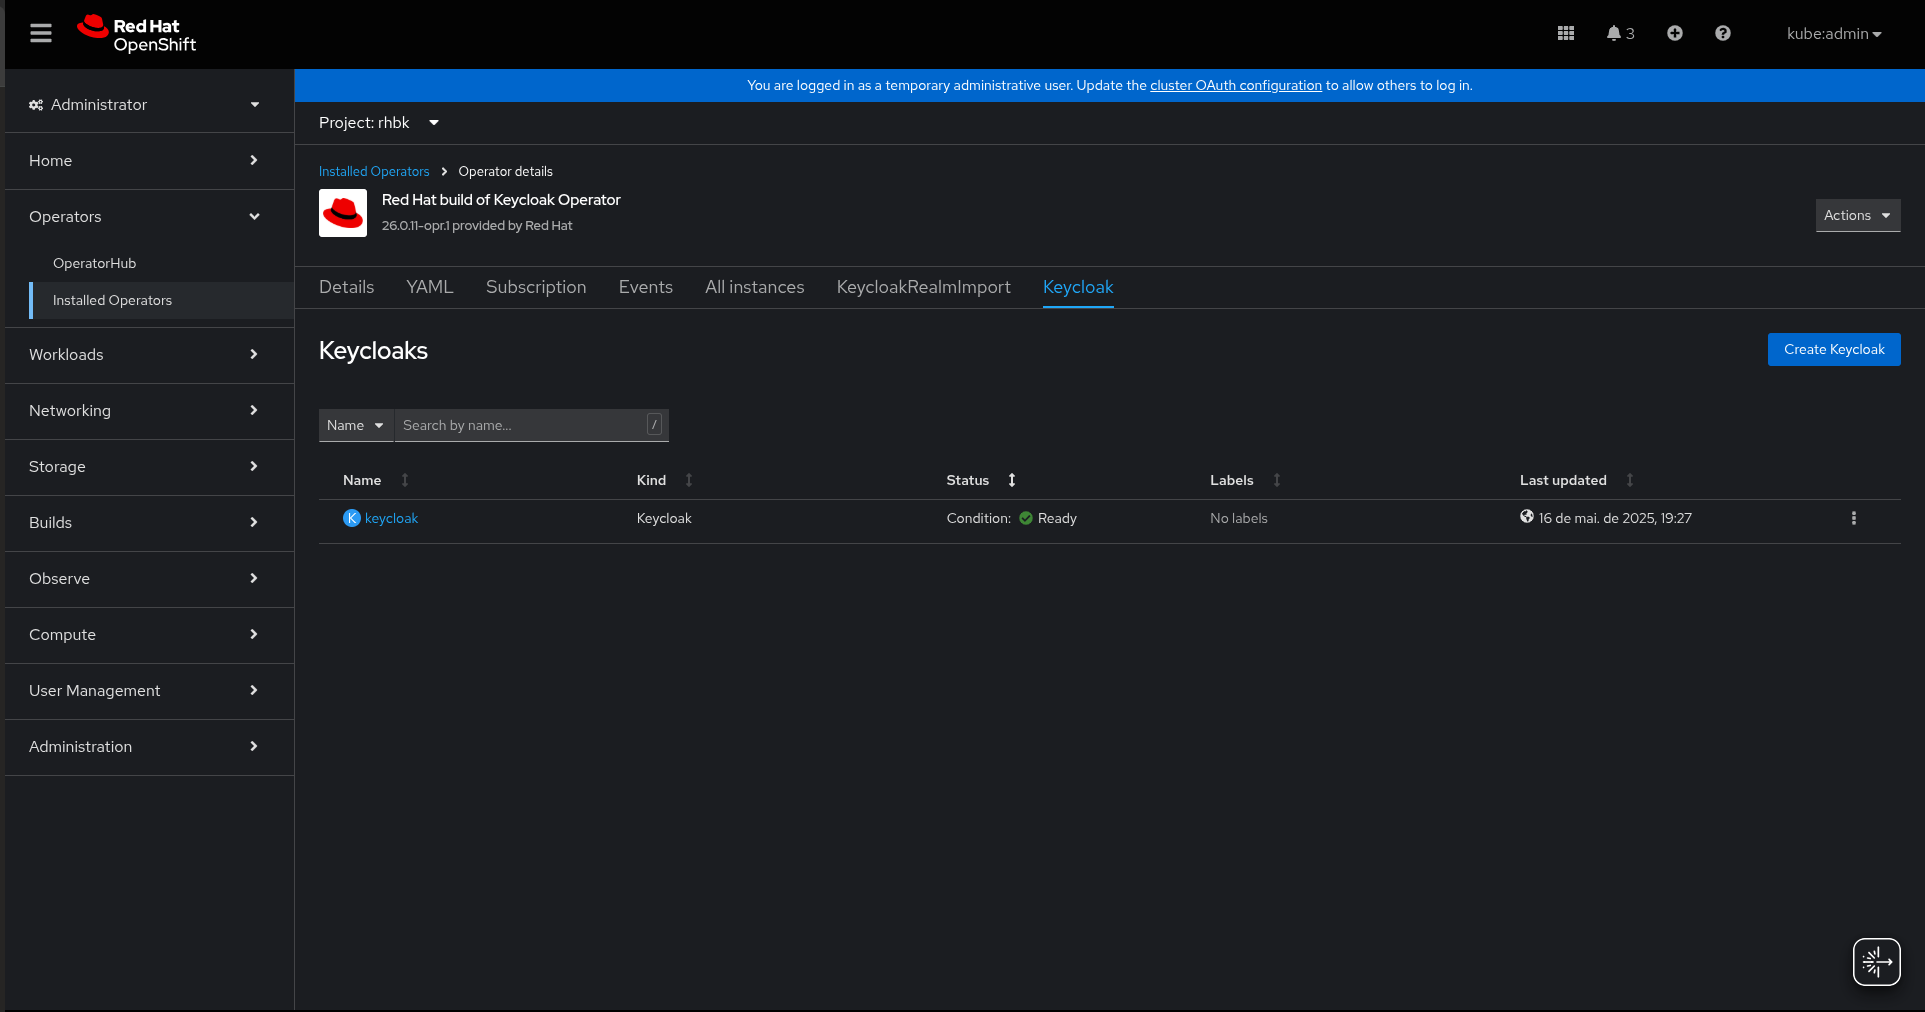 Red Hat
OpenShift
3
kube:admin
You are logged in as a temporary administrative user. Update the cluster OAuth configuration to allow others to log in.
Administrator
Home
Operators
OperatorHub
Installed Operators
Workloads
Networking
Storage
Builds
Observe
Compute
User Management
Administration
Project: rhbk
Installed Operators
Operator details
Red Hat build of Keycloak Operator
26.0.11-opr.1 provided by Red Hat
Actions
Details YAML Subscription Events All instances KeycloakRealmImport Keycloak
Keycloaks
Create Keycloak
Name
Search by name...
/
Name Kind Status Labels Last updated
K keycloak Keycloak Condition: Ready No labels 16 de mai. de 2025, 19:27